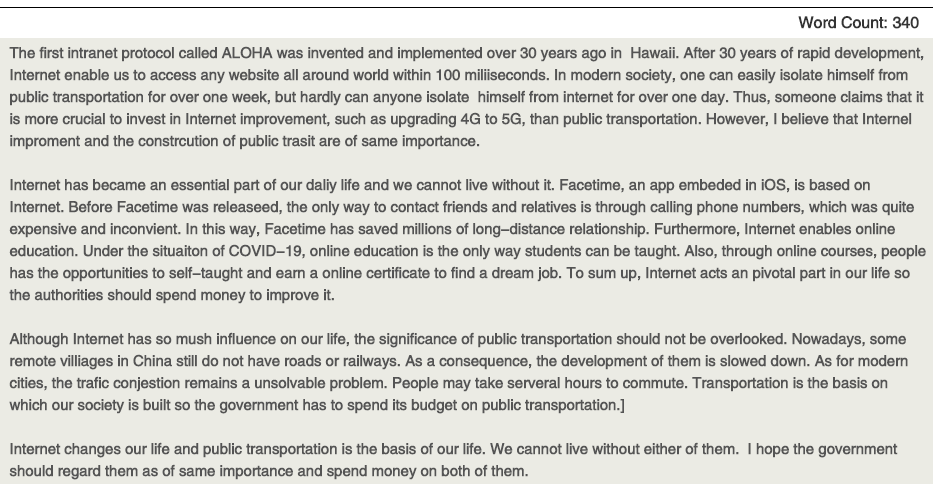 Word Count: 340
The first intranet protocol called ALOHA was invented and implemented over 30 years ago in  Hawaii. After 30 years of rapid development,
Internet enable us to access any website all around world within 100 miliiseconds. In modern society, one can easily isolate himself from
public transportation for over one week, but hardly can anyone isolate  himself from internet for over one day. Thus, someone claims that it
is more crucial to invest in Internet improvement, such as upgrading 4G to 5G, than public transportation. However, I believe that Internel
improment and the constrcution of public trasit are of same importance.
Internet has became an essential part of our daliy life and we cannot live without it. Facetime, an app embeded in iOS, is based on
Internet. Before Facetime was releaseed, the only way to contact friends and relatives is through calling phone numbers, which was quite
expensive and inconvient. In this way, Facetime has saved millions of long–distance relationship. Furthermore, Internet enables online
education. Under the situaiton of COVID–19, online education is the only way students can be taught. Also, through online courses, people
has the opportunities to self–taught and earn a online certificate to find a dream job. To sum up, Internet acts an pivotal part in our life so
the authorities should spend money to improve it.
Although Internet has so mush influence on our life, the significance of public transportation should not be overlooked. Nowadays, some
remote villiages in China still do not have roads or railways. As a consequence, the development of them is slowed down. As for modern
cities, the trafic conjestion remains a unsolvable problem. People may take serveral hours to commute. Transportation is the basis on
which our society is built so the government has to spend its budget on public transportation.]
Internet changes our life and public transportation is the basis of our life. We cannot live without either of them.  I hope the government
should regard them as of same importance and spend money on both of them.